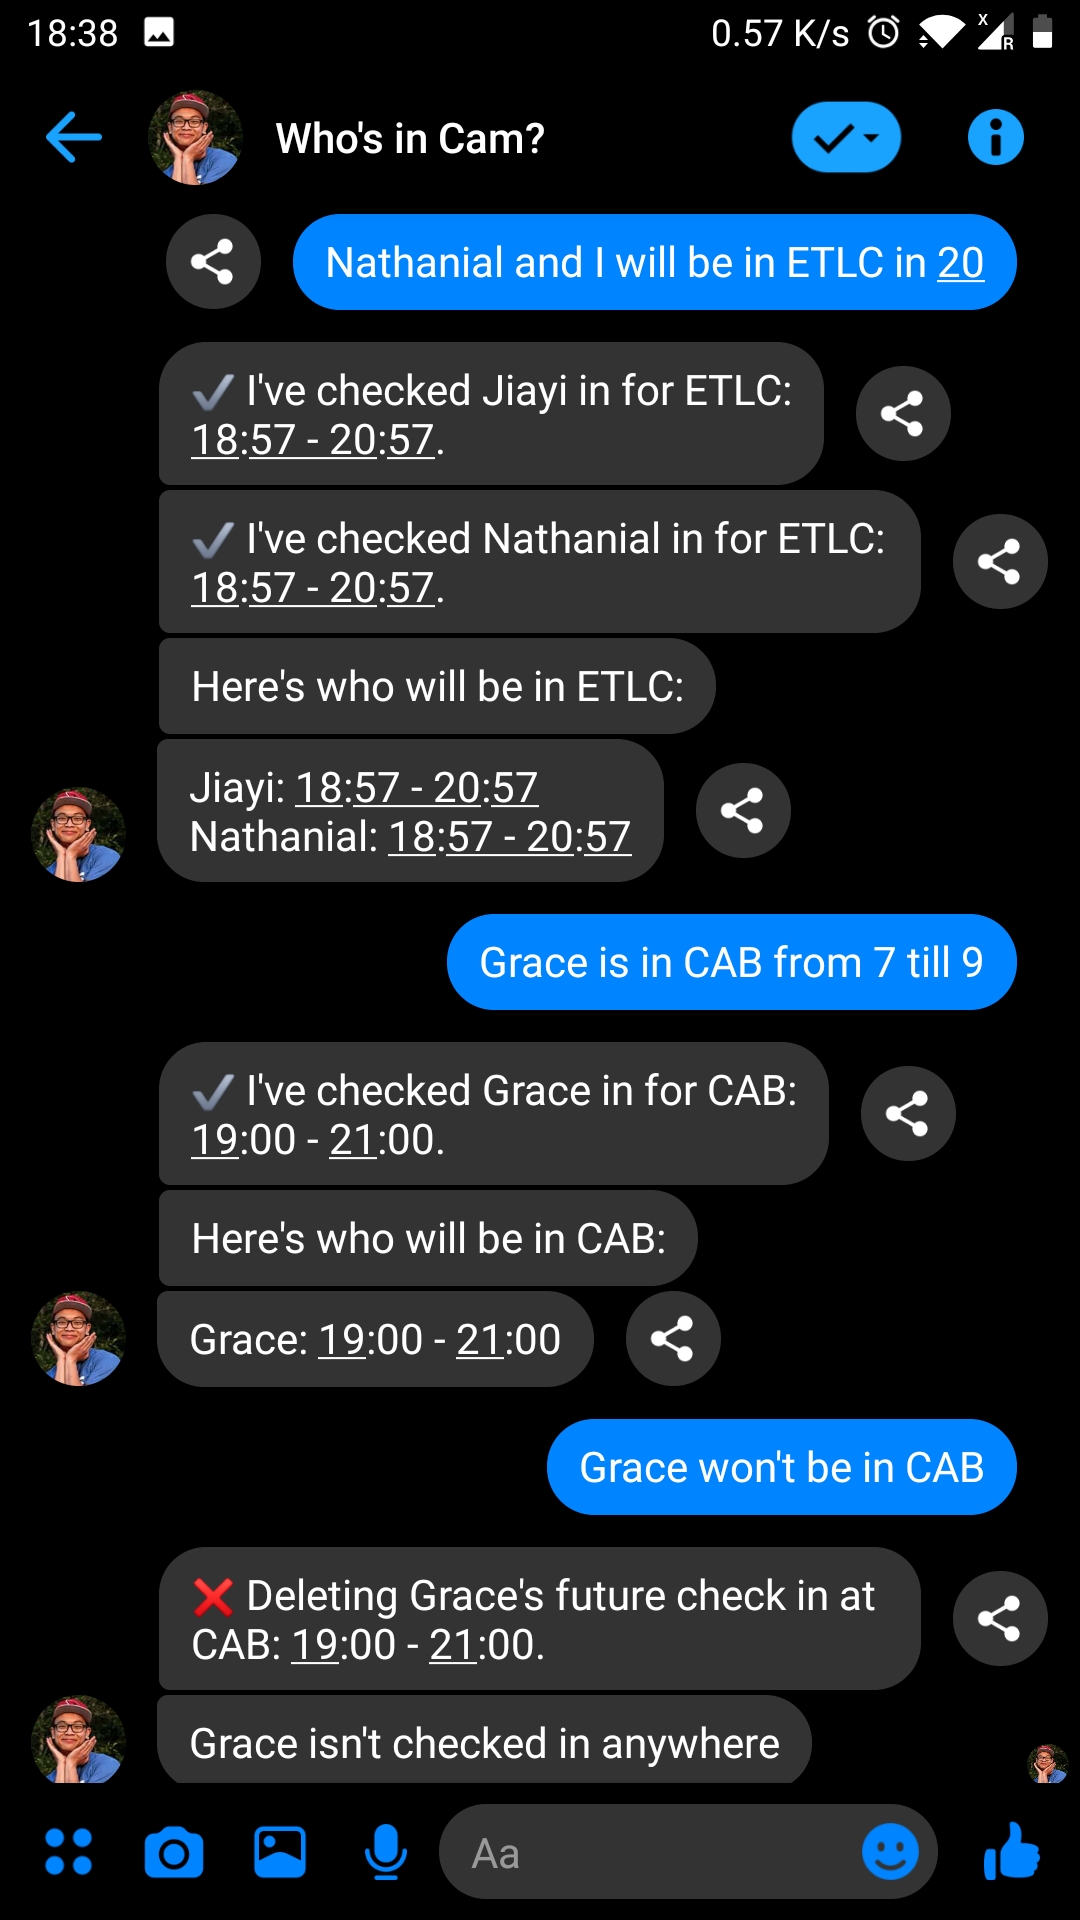 18:38
0.57 K/s
X
R
Who's in Cam?
Nathanial and I will be in ETLC in 20
✔ I've checked Jiayi in for ETLC:
18:57 - 20:57.
✔ I've checked Nathanial in for ETLC:
18:57 - 20:57.
Here's who will be in ETLC:
Jiayi: 18:57 - 20:57
Nathanial: 18:57 - 20:57
Grace is in CAB from 7 till 9
✔ I've checked Grace in for CAB:
19:00 - 21:00.
Here's who will be in CAB:
Grace: 19:00 - 21:00
Grace won't be in CAB
❌ Deleting Grace's future check in at
CAB: 19:00 - 21:00.
Grace isn't checked in anywhere
Aa